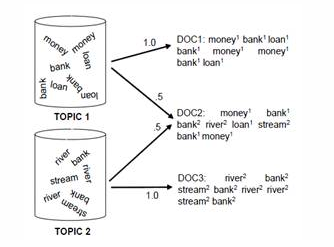 money
money
loan
bank
bank
loan
bank
loan
TOPIC 1
river
bank
river
stream
river
bank
stream
TOPIC 2
1.0
.5
.5
1.0
DOC1: money¹ bank¹ loan¹
bank¹ money¹ money¹
bank¹ loan¹
DOC2: money¹ bank¹
bank² river² loan¹ stream²
bank¹ money¹
DOC3: river² bank²
stream² bank² river² river²
stream² bank²